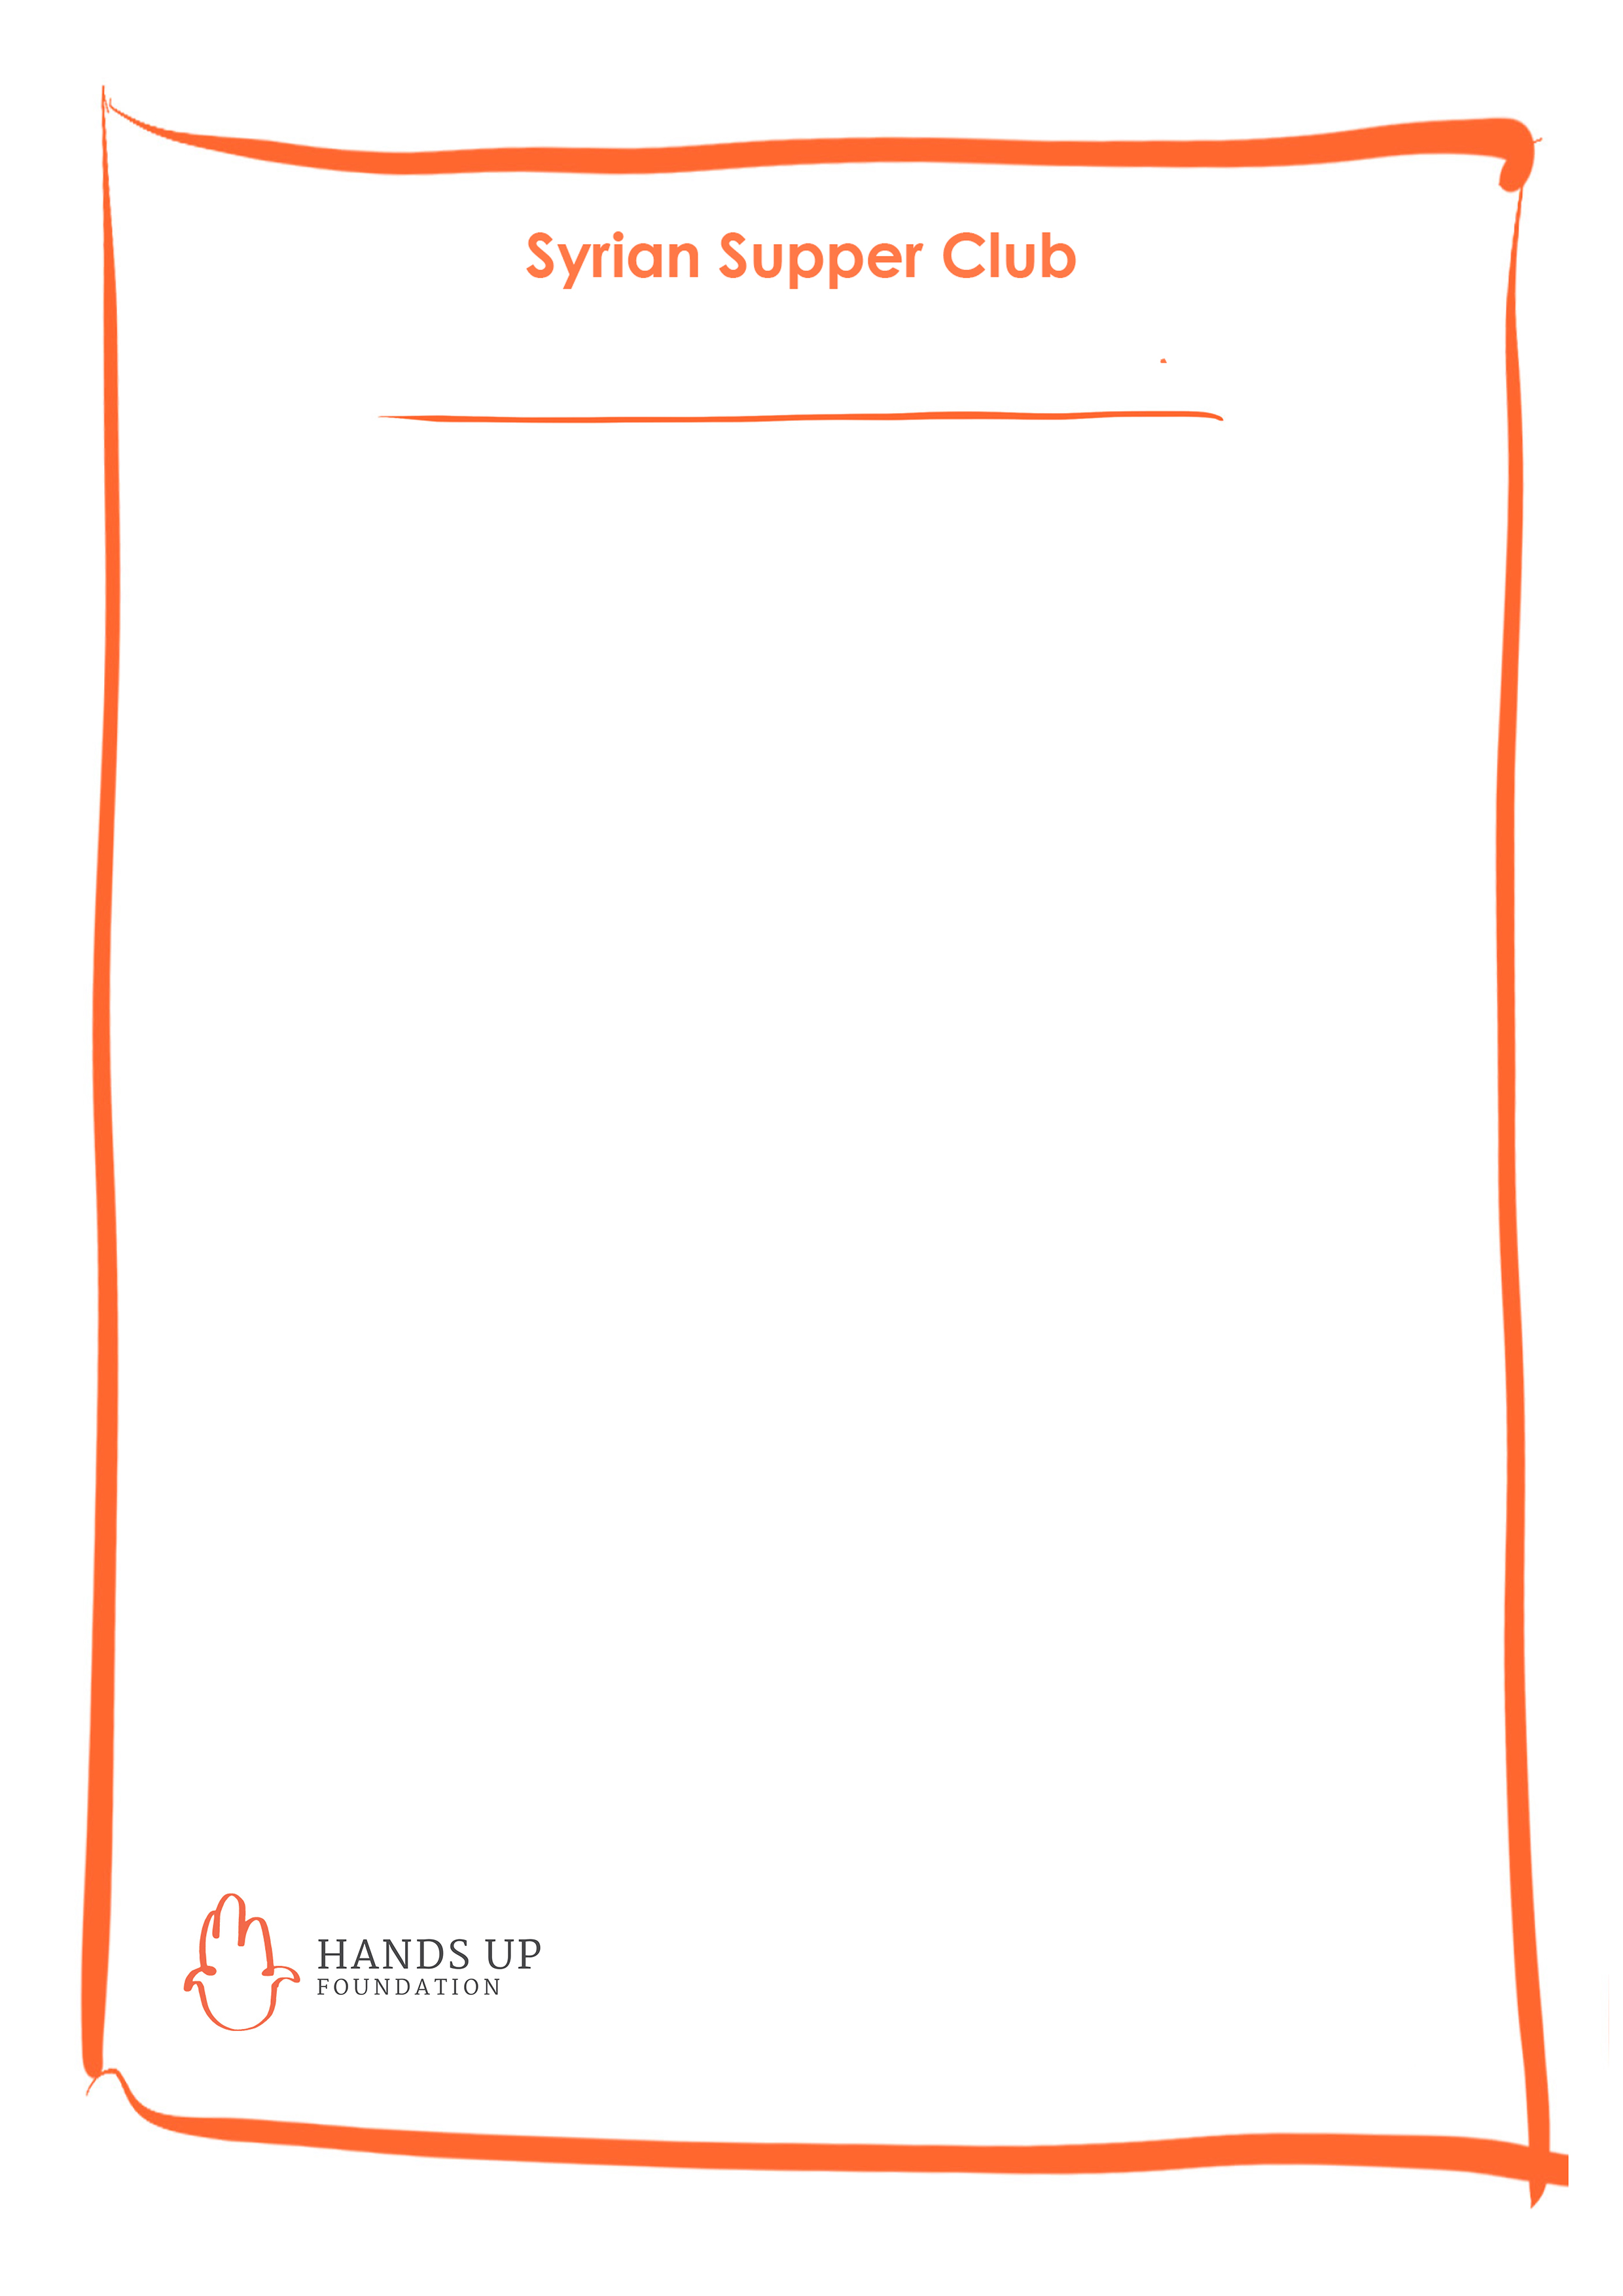 Syrian Supper Club
HANDS UP
FOUNDATION